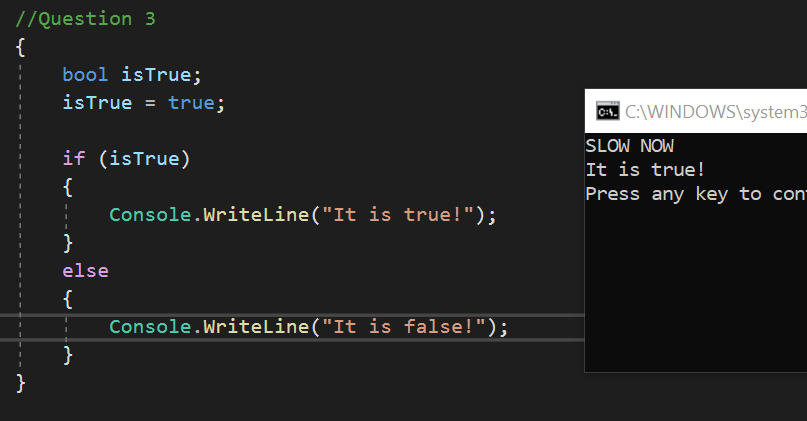 //Question 3
{
bool isTrue;
isTrue = true;
if (isTrue)
{
Console.WriteLine("It is true!");
}
else
{
Console.WriteLine("It is false!");
}
}
C:\WINDOWS\system3
SLOW NOW
It is true!
Press any key to con